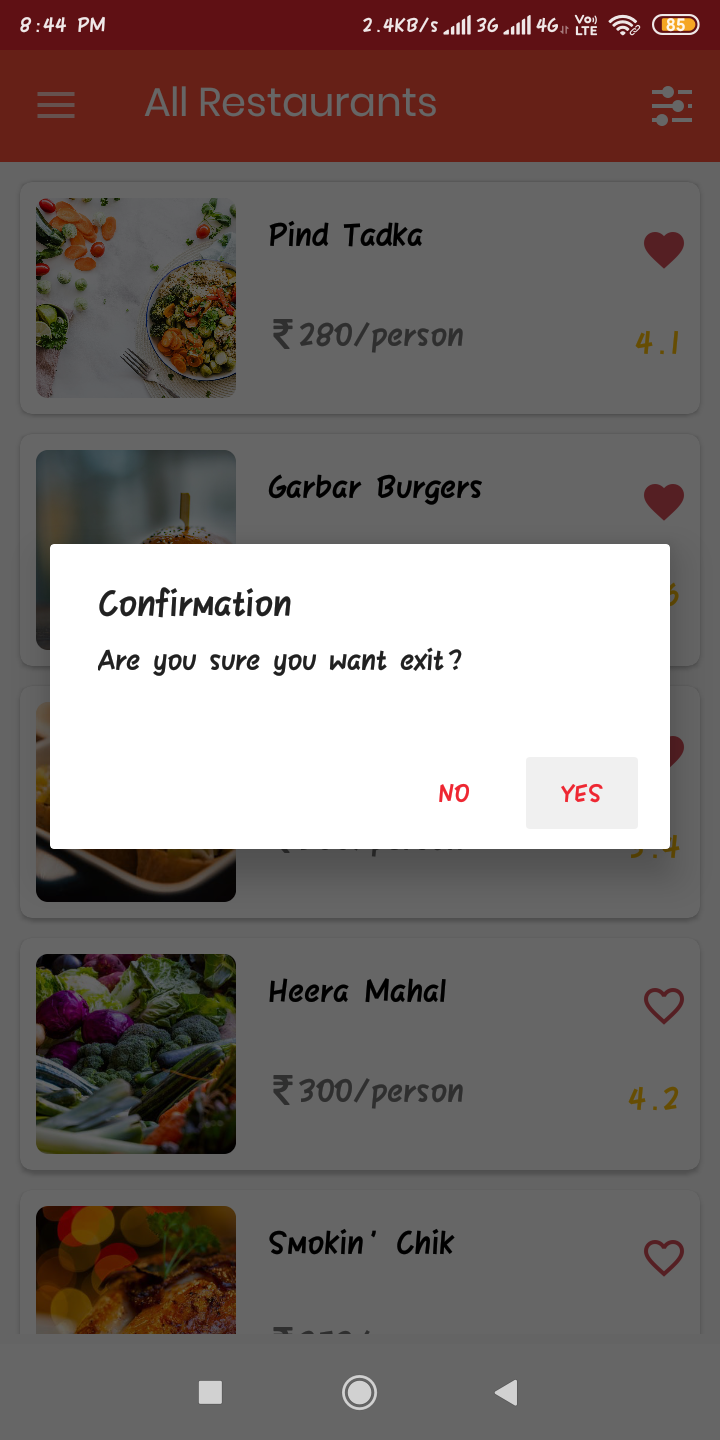 8:44 PM 2.4KB/s 3G 4G Vo)) LTE 85
All Restaurants
Pind Tadka
₹280/person
4.1
Garbar Burgers
Confirmation
Are you sure you want exit?
NO YES
Heera Mahal
₹300/person
4.2
Smokin' Chik